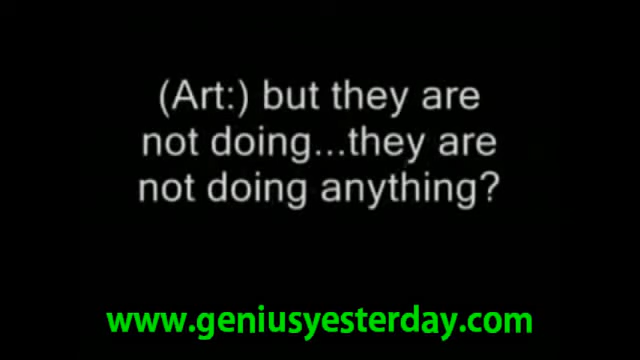 (Art:) but they are
not doing...they are
not doing anything?
www.geniusyesterday.com